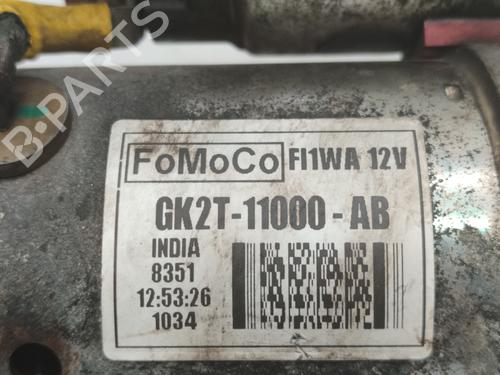 B-PARTS
FoMoCo FI1WA 12V
GK2T-11000-AB
INDIA
8351
12:53:26
1034